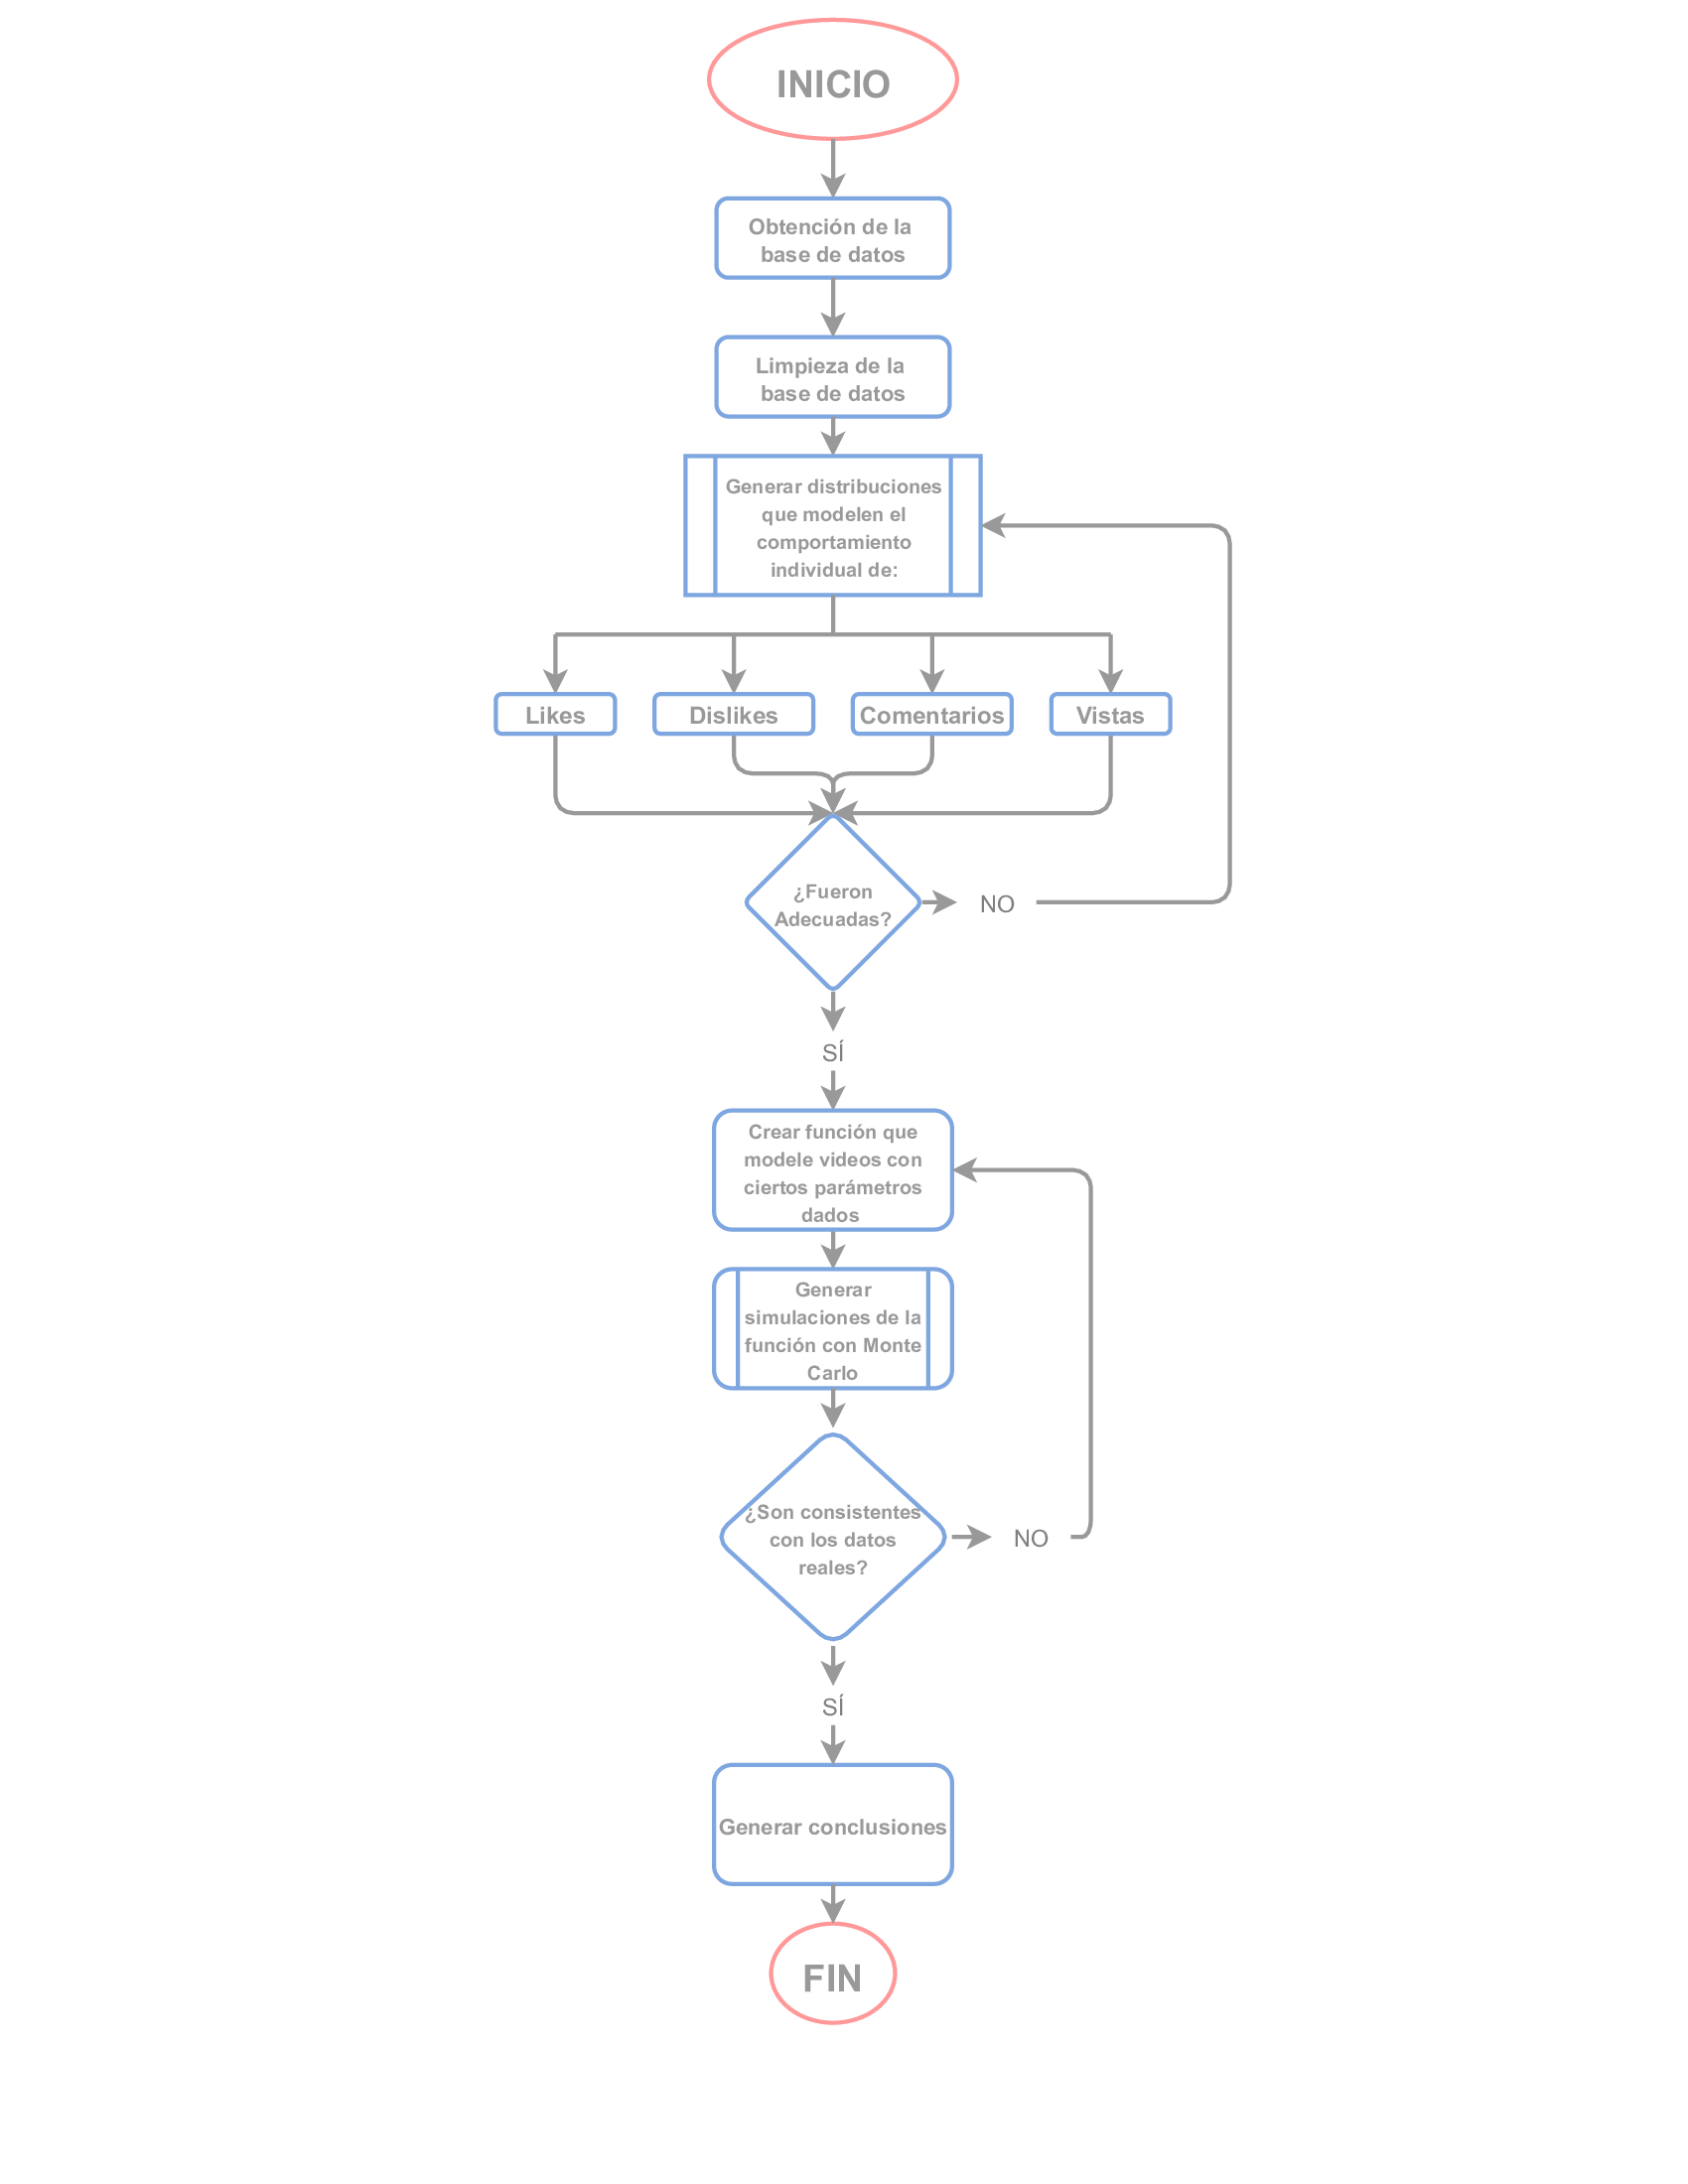 INICIO
Obtención de la
base de datos
Limpieza de la
base de datos
Generar distribuciones
que modelen el
comportamiento
individual de:
Likes
Dislikes
Comentarios
Vistas
¿Fueron
Adecuadas?
NO
SÍ
Crear función que
modele videos con
ciertos parámetros
dados
Generar
simulaciones de la
función con Monte
Carlo
¿Son consistentes
con los datos
reales?
NO
SÍ
Generar conclusiones
FIN